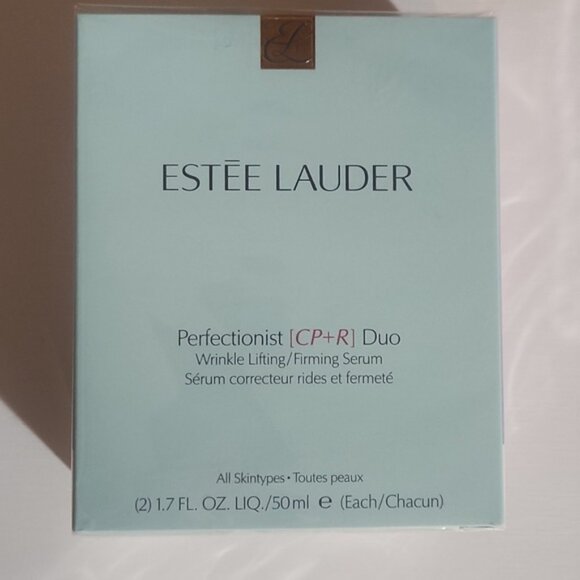 ESTĒE LAUDER
Perfectionist [CP+R] Duo
Wrinkle Lifting/Firming Serum
Sérum correcteur rides et fermeté
All Skintypes • Toutes peaux
(2) 1.7 FL. OZ. LIQ./50ml e (Each/Chacun)